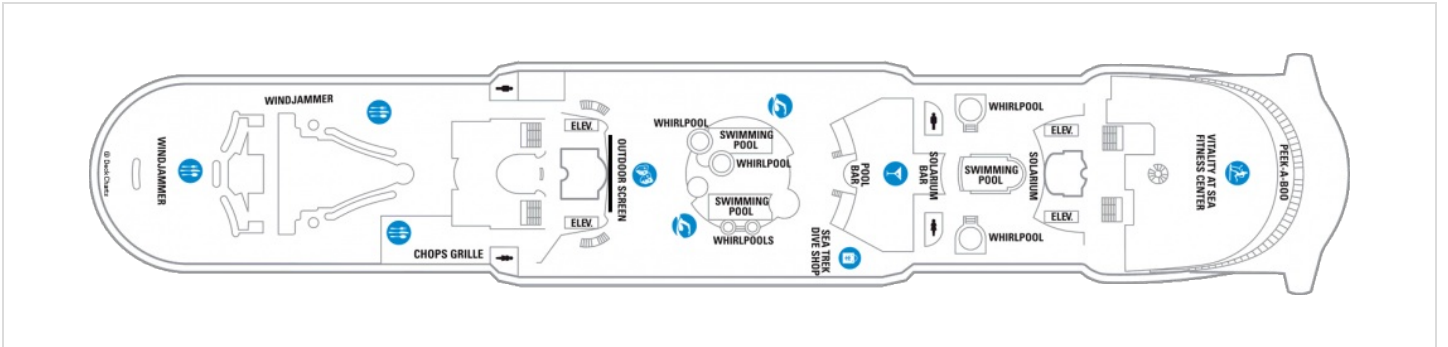 WINDJAMMER
WINDJAMMER
© Deck Chartz
CHOPS GRILLE
ELEV.
ELEV.
OUTDOOR SCREEN
WHIRLPOOL
SWIMMING
POOL
WHIRLPOOL
SWIMMING
POOL
WHIRLPOOLS
POOL
BAR
SEA TREK
DIVE SHOP
SOLARIUM
BAR
WHIRLPOOL
SWIMMING
POOL
WHIRLPOOL
SOLARIUM
ELEV.
ELEV.
VITALITY AT SEA
FITNESS CENTER
PEEK-A-BOO